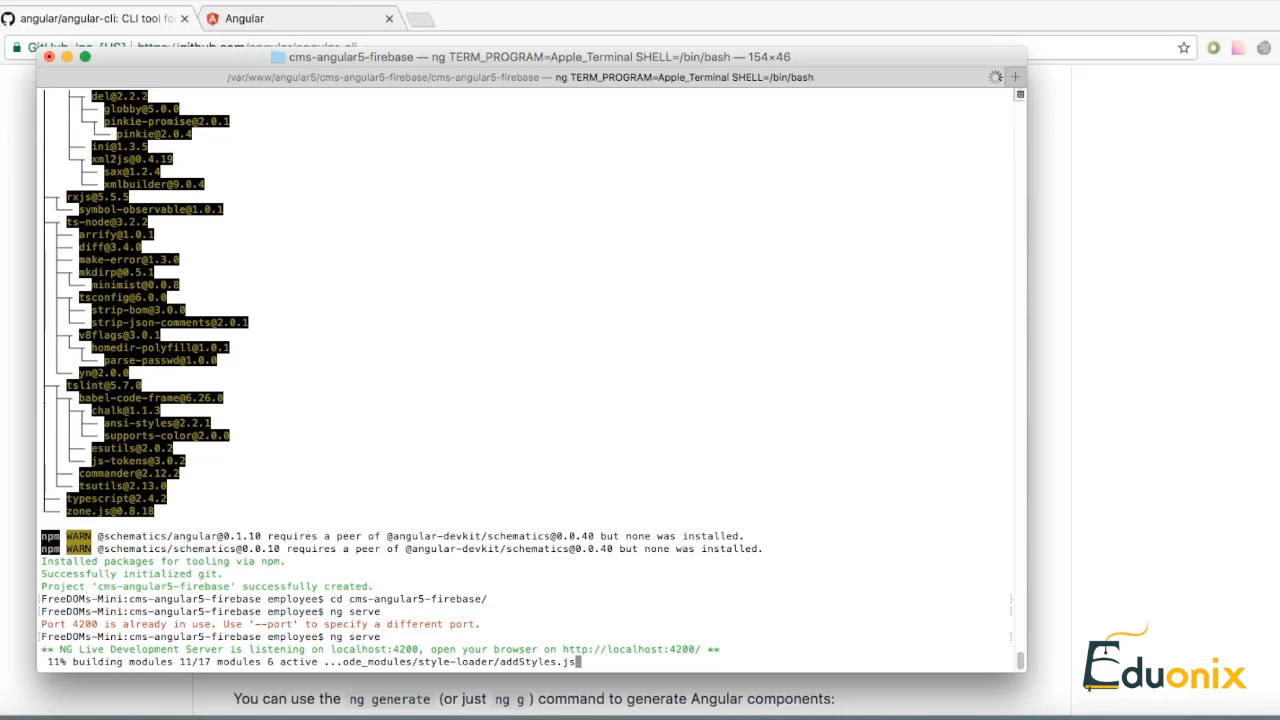 angular/angular-cli: CLI tool fo
Angular
GitHub, Inc. [US] https://github.com/angular/angular-cli
cms-angular5-firebase — ng TERM_PROGRAM=Apple_Terminal SHELL=/bin/bash — 154×46
/var/www/angular5/cms-angular5-firebase/cms-angular5-firebase — ng TERM_PROGRAM=Apple_Terminal SHELL=/bin/bash
del@2.2.2
globby@5.0.0
pinkie-promise@2.0.1
pinkie@2.0.4
ini@1.3.5
xml2js@0.4.19
sax@1.2.4
xmlbuilder@9.0.4
rxjs@5.5.5
symbol-observable@1.0.1
ts-node@3.2.2
arrify@1.0.1
diff@3.4.0
make-error@1.3.0
mkdirp@0.5.1
minimist@0.0.8
tsconfig@6.0.0
strip-bom@3.0.0
strip-json-comments@2.0.1
v8flags@3.0.1
homedir-polyfill@1.0.1
parse-passwd@1.0.0
yn@2.0.0
tslint@5.7.0
babel-code-frame@6.26.0
chalk@1.1.3
ansi-styles@2.2.1
supports-color@2.0.0
esutils@2.0.2
js-tokens@3.0.2
commander@2.12.2
tsutils@2.13.0
typescript@2.4.2
zone.js@0.8.18
npm WARN @schematics/angular@0.1.10 requires a peer of @angular-devkit/schematics@0.0.40 but none was installed.
npm WARN @schematics/schematics@0.0.10 requires a peer of @angular-devkit/schematics@0.0.40 but none was installed.
Installed packages for tooling via npm.
Successfully initialized git.
Project 'cms-angular5-firebase' successfully created.
[FreeDOMs-Mini:cms-angular5-firebase employee$ cd cms-angular5-firebase/ ]
[FreeDOMs-Mini:cms-angular5-firebase employee$ ng serve ]
Port 4200 is already in use. Use '--port' to specify a different port.
[FreeDOMs-Mini:cms-angular5-firebase employee$ ng serve ]
** NG Live Development Server is listening on localhost:4200, open your browser on http://localhost:4200/ **
11% building modules 11/17 modules 6 active ...ode_modules/style-loader/addStyles.js
You can use the ng generate (or just ng g ) command to generate Angular components:
Eduonix